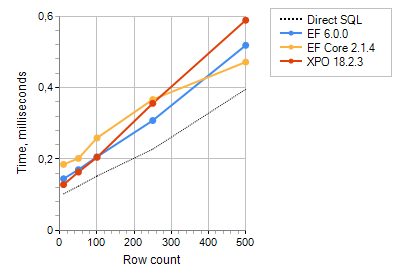 0,6
0,4
0,2
0
Time, milliseconds
0 100 200 300 400 500
Row count
Direct SQL
EF 6.0.0
EF Core 2.1.4
XPO 18.2.3